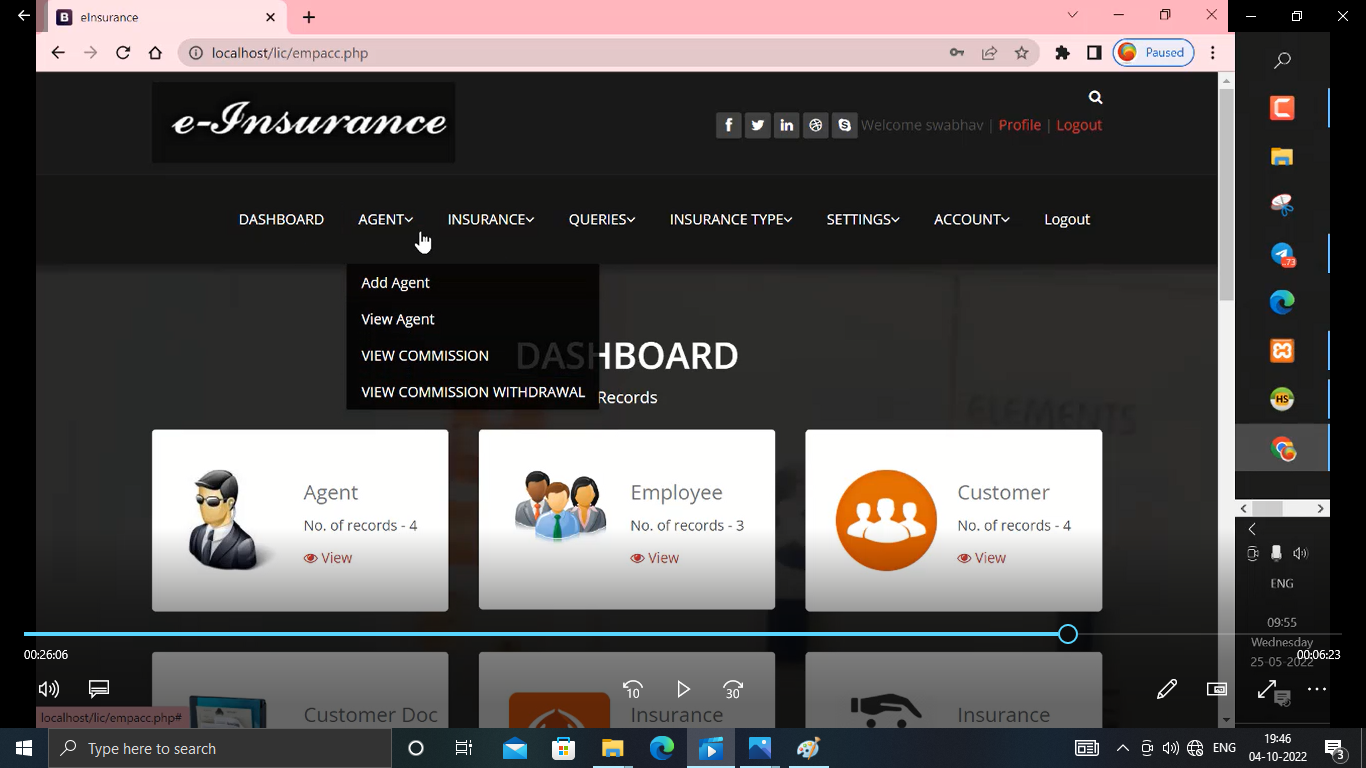 eInsurance
localhost/lic/empacc.php
Paused
e-Insurance
Welcome swabhav | Profile | Logout
DASHBOARD AGENT INSURANCE QUERIES INSURANCE TYPE SETTINGS ACCOUNT Logout
Add Agent
View Agent
VIEW COMMISSION
VIEW COMMISSION WITHDRAWAL
DASHBOARD
Records
ELEMENTS
Agent
No. of records - 4
View
Employee
No. of records - 3
View
Customer
No. of records - 4
View
Customer Doc
Insurance
Insurance
localhost/lic/empacc.php#
73
HS
ENG
09:55
Wednesday
25-05-2022
00:26:06
00:06:23
10
30
Type here to search
ENG
19:46
04-10-2022
3